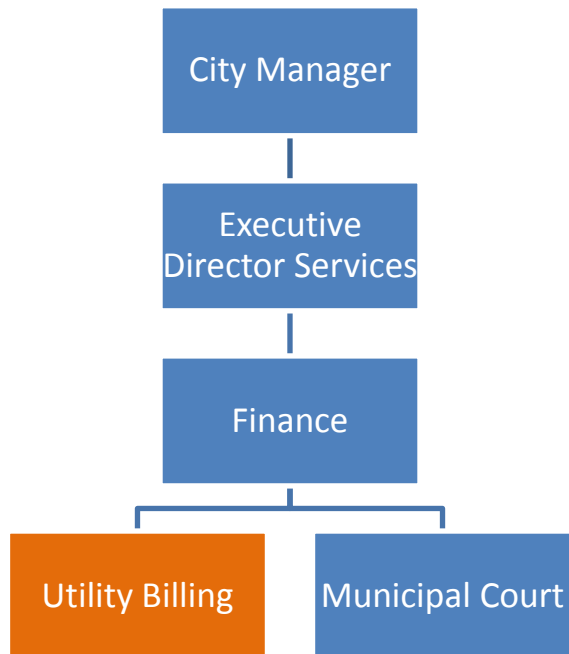 City Manager
Executive
Director Services
Finance
Utility Billing
Municipal Court